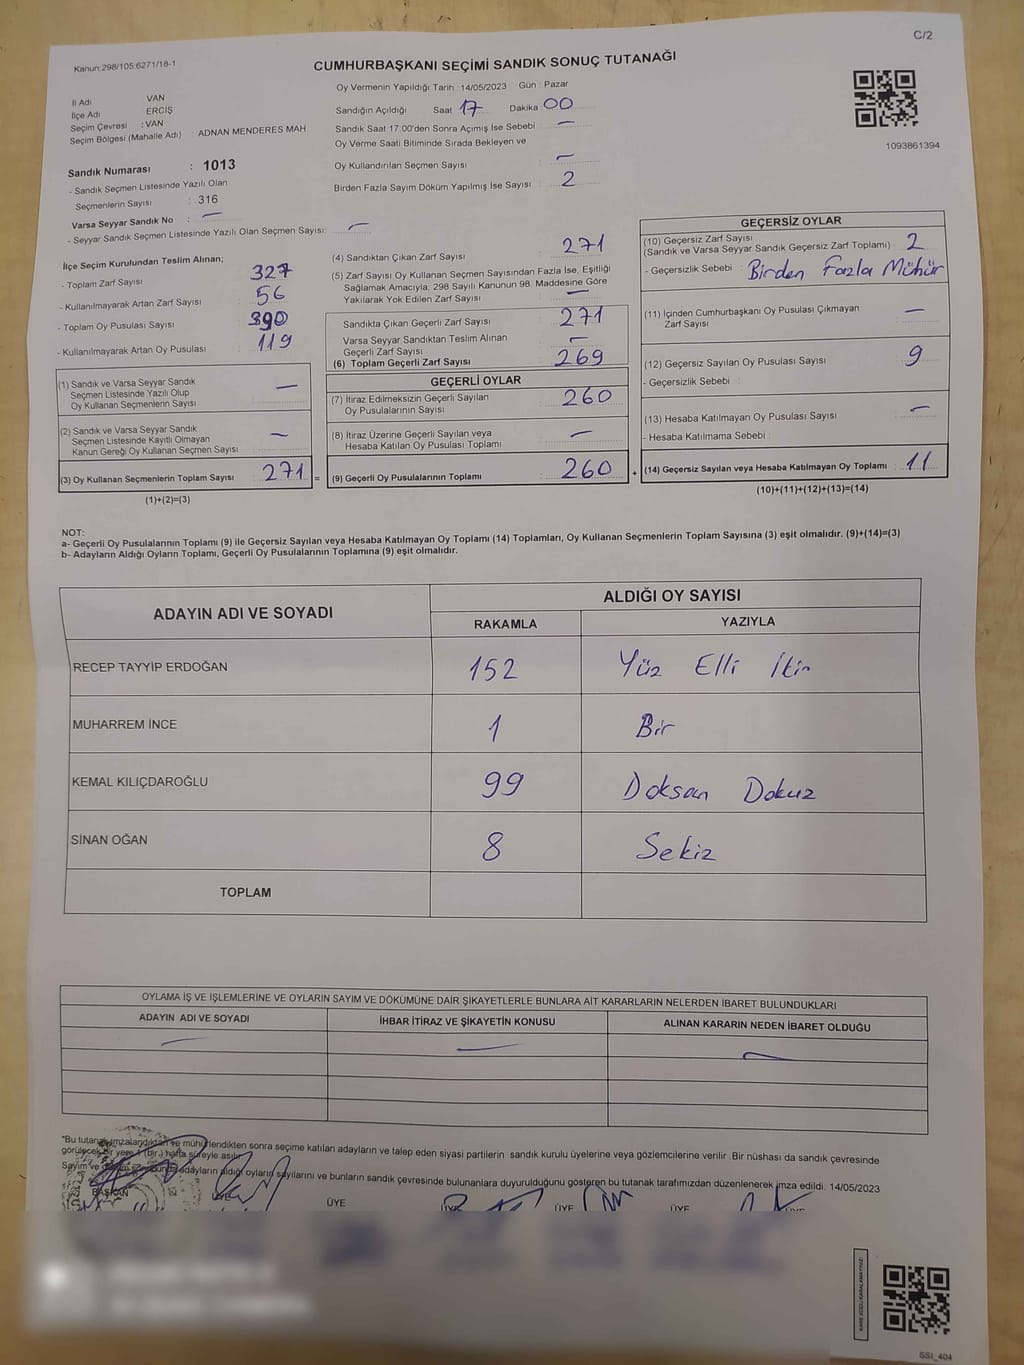 C/2
Kanun:298/105;6271/18-1
CUMHURBAŞKANI SEÇİMİ SANDIK SONUÇ TUTANAĞI
İl Adı VAN
İlçe Adı ERCİŞ
Seçim Çevresi : VAN
Seçim Bölgesi (Mahalle Adı) : ADNAN MENDERES MAH.
Sandık Numarası : 1013
- Sandık Seçmen Listesinde Yazılı Olan
Seçmenlerin Sayısı : 316
Varsa Seyyar Sandık No : —
- Seyyar Sandık Seçmen Listesinde Yazılı Olan Seçmen Sayısı: —
Oy Vermenin Yapıldığı Tarih : 14/05/2023 Gün : Pazar
Sandığın Açıldığı Saat 17 Dakika 00
Sandık Saat 17:00'den Sonra Açımış İse Sebebi : —
Oy Verme Saati Bitiminde Sırada Bekleyen ve
Oy Kullandırılan Seçmen Sayısı : —
Birden Fazla Sayım Döküm Yapılmış İse Sayısı : 2
1093861394
İlçe Seçim Kurulundan Teslim Alınan;
- Toplam Zarf Sayısı : 327
- Kullanılmayarak Artan Zarf Sayısı : 56
- Toplam Oy Pusulası Sayısı : 390
- Kullanılmayarak Artan Oy Pusulası : 119
(1) Sandık ve Varsa Seyyar Sandık
Seçmen Listesinde Yazılı Olup
Oy Kullanan Seçmenlerin Sayısı : —
(2) Sandık ve Varsa Seyyar Sandık
Seçmen Listesinde Kayıtlı Olmayan
Kanun Gereği Oy Kullanan Seçmen Sayısı : —
(3) Oy Kullanan Seçmenlerin Toplam Sayısı : 271 =
(1)+(2)=(3)
(4) Sandıktan Çıkan Zarf Sayısı : 271
(5) Zarf Sayısı Oy Kullanan Seçmen Sayısından Fazla İse, Eşitliği
Sağlamak Amacıyla, 298 Sayılı Kanunun 98. Maddesine Göre
Yakılarak Yok Edilen Zarf Sayısı : —
Sandıkta Çıkan Geçerli Zarf Sayısı : 271
Varsa Seyyar Sandıktan Teslim Alınan
Geçerli Zarf Sayısı : —
(6) Toplam Geçerli Zarf Sayısı : 269
GEÇERLİ OYLAR
(7) İtiraz Edilmeksizin Geçerli Sayılan
Oy Pusulalarının Sayısı : 260
(8) İtiraz Üzerine Geçerli Sayılan veya
Hesaba Katılan Oy Pusulası Toplamı : —
(9) Geçerli Oy Pusulalarının Toplamı : 260 +
GEÇERSİZ OYLAR
(10) Geçersiz Zarf Sayısı
(Sandık ve Varsa Seyyar Sandık Geçersiz Zarf Toplamı) : 2
- Geçersizlik Sebebi : Birden Fazla Mühür
(11) İçinden Cumhurbaşkanı Oy Pusulası Çıkmayan
Zarf Sayısı : —
(12) Geçersiz Sayılan Oy Pusulası Sayısı : 9
- Geçersizlik Sebebi :
(13) Hesaba Katılmayan Oy Pusulası Sayısı : —
- Hesaba Katılmama Sebebi :
(14) Geçersiz Sayılan veya Hesaba Katılmayan Oy Toplamı : 11
(10)+(11)+(12)+(13)=(14)
NOT:
a- Geçerli Oy Pusulalarının Toplamı (9) ile Geçersiz Sayılan veya Hesaba Katılmayan Oy Toplamı (14) Toplamları, Oy Kullanan Seçmenlerin Toplam Sayısına (3) eşit olmalıdır. (9)+(14)=(3)
b- Adayların Aldığı Oyların Toplamı, Geçerli Oy Pusulalarının Toplamına (9) eşit olmalıdır.
ADAYIN ADI VE SOYADI ALDIĞI OY SAYISI
RAKAMLA YAZIYLA
RECEP TAYYİP ERDOĞAN 152 Yüz Elli İki
MUHARREM İNCE 1 Bir
KEMAL KILIÇDAROĞLU 99 Doksan Dokuz
SİNAN OĞAN 8 Sekiz
TOPLAM
OYLAMA İŞ VE İŞLEMLERİNE VE OYLARIN SAYIM VE DÖKÜMÜNE DAİR ŞİKAYETLERLE BUNLARA AİT KARARLARIN NELERDEN İBARET BULUNDUKLARI
ADAYIN ADI VE SOYADI İHBAR İTİRAZ VE ŞİKAYETİN KONUSU ALINAN KARARIN NEDEN İBARET OLDUĞU
— — —
"Bu tutanak imzalandıktan ve mühürlendikten sonra seçime katılan adayların ve talep eden siyasi partilerin sandık kurulu üyelerine veya gözlemcilerine verilir. Bir nüshası da sandık çevresinde
görülecek bir yere 1 (bir) hafta süreyle asılır.
Sayım ve adayların aldığı oyların sayılarını ve bunların sandık çevresinde bulunanlara duyurulduğunu gösteren bu tutanak tarafımızdan düzenlenerek imza edildi. 14/05/2023
BAŞKAN ÜYE ÜYE ÜYE ÜYE ÜYE ÜYE
KARE KODU KARALAMAYINIZ!
SSI_404